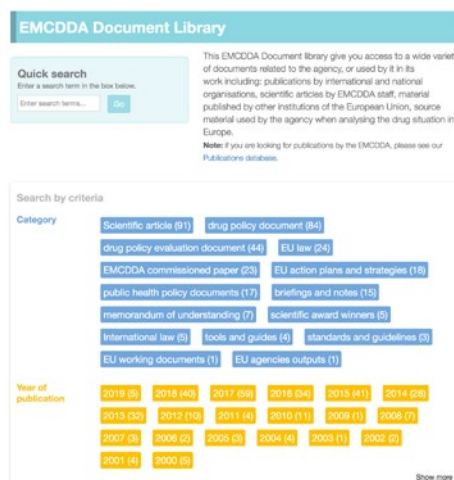 EMCDDA Document Library
Quick search
Enter a search term in the box below.
Enter search terms...
Go
This EMCDDA Document library give you access to a wide variet
of documents related to the agency, or used by it in its
work including: publications by international and national
organisations, scientific articles by EMCDDA staff, material
published by other institutions of the European Union, source
material used by the agency when analysing the drug situation in
Europe.
Note: if you are looking for publications by the EMCDDA, please see our
Publications database.
Search by criteria
Category
Scientific article (91) drug policy document (84)
drug policy evaluation document (44) EU law (24)
EMCDDA commissioned paper (23) EU action plans and strategies (18)
public health policy documents (17) briefings and notes (15)
memorandum of understanding (7) scientific award winners (5)
International law (5) tools and guides (4) standards and guidelines (3)
EU working documents (1) EU agencies outputs (1)
Year of
publication
2019 (5) 2018 (40) 2017 (59) 2016 (34) 2015 (41) 2014 (28)
2013 (32) 2012 (10) 2011 (4) 2010 (11) 2009 (1) 2008 (7)
2007 (3) 2006 (2) 2005 (3) 2004 (4) 2003 (1) 2002 (2)
2001 (4) 2000 (5)
Show more